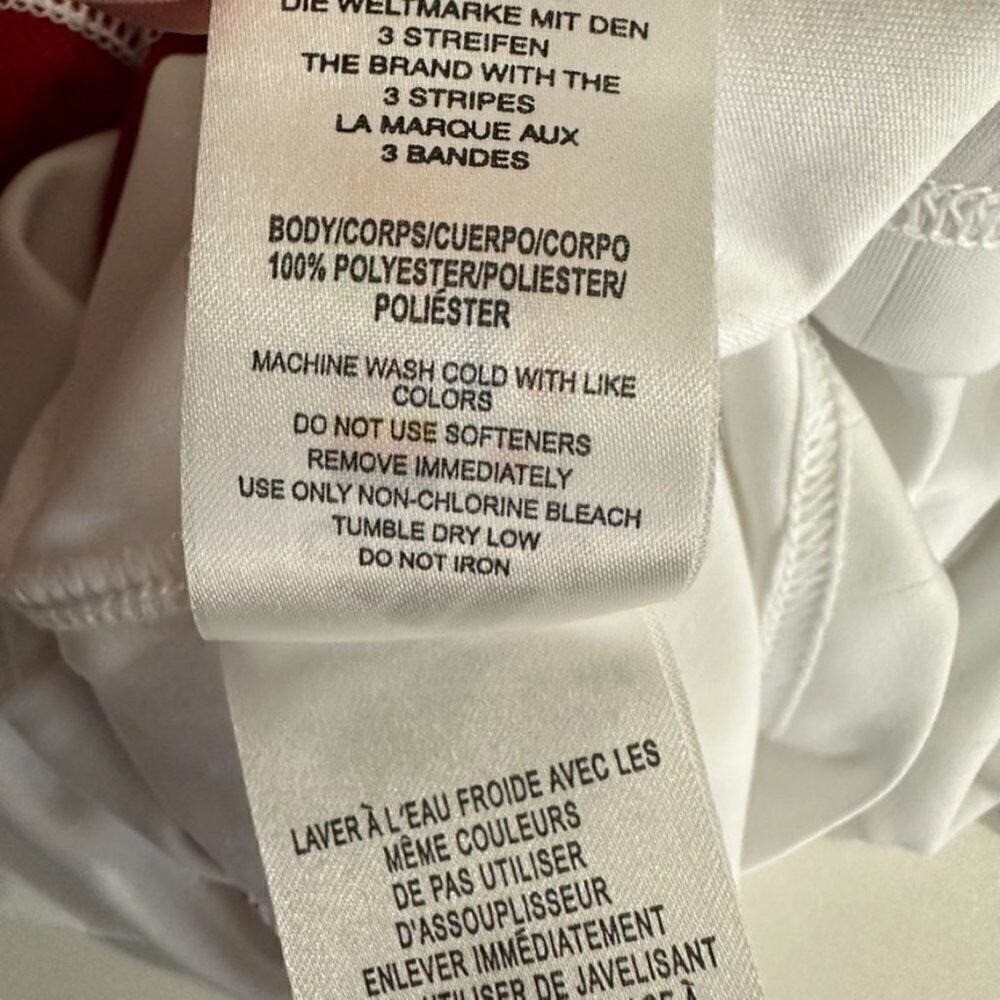 DIE WELTMARKE MIT DEN
3 STREIFEN
THE BRAND WITH THE
3 STRIPES
LA MARQUE AUX
3 BANDES
BODY/CORPS/CUERPO/CORPO
100% POLYESTER/POLIESTER/
POLIÉSTER
MACHINE WASH COLD WITH LIKE
COLORS
DO NOT USE SOFTENERS
REMOVE IMMEDIATELY
USE ONLY NON-CHLORINE BLEACH
TUMBLE DRY LOW
DO NOT IRON
LAVER À L'EAU FROIDE AVEC LES
MÊME COULEURS
DE PAS UTILISER
D'ASSOUPLISSEUR
ENLEVER IMMÉDIATEMENT
UTILISER DE JAVELISANT
À